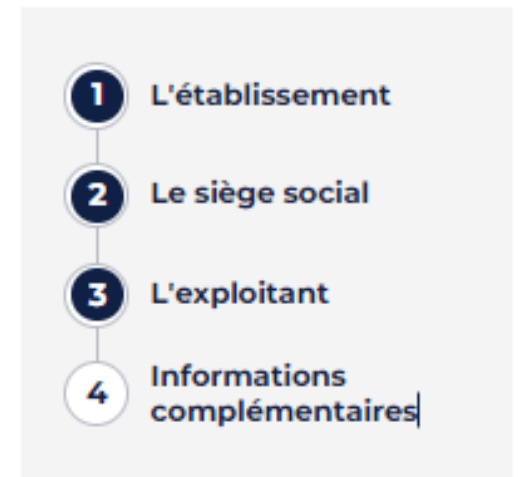 1 L'établissement
2 Le siège social
3 L'exploitant
4 Informations
complémentaires